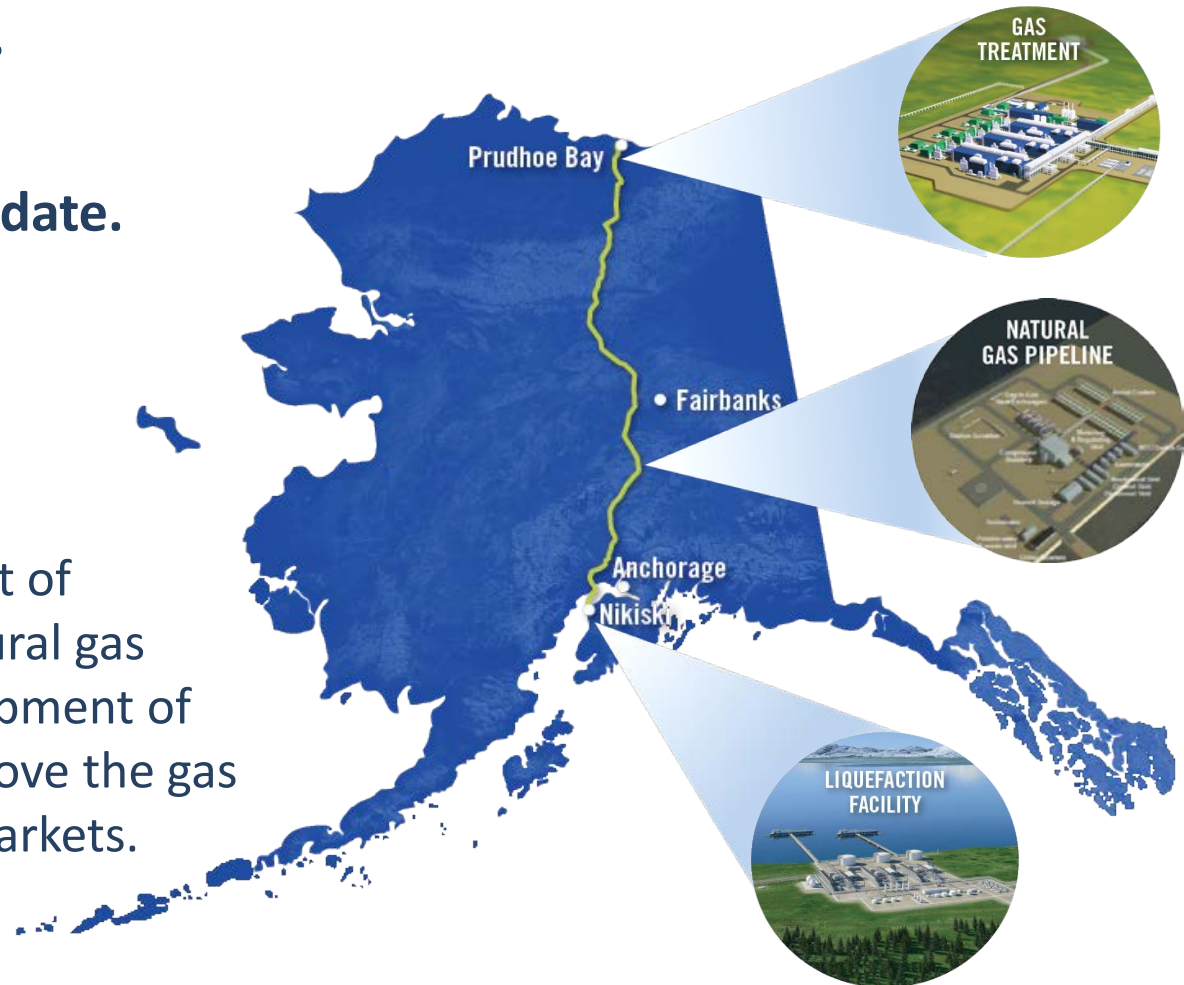 date.
t of
ural gas
pment of
ove the gas
arkets.
GAS
TREATMENT
Prudhoe Bay
NATURAL
GAS PIPELINE
Fairbanks
Anchorage
Nikiski
LIQUEFACTION
FACILITY